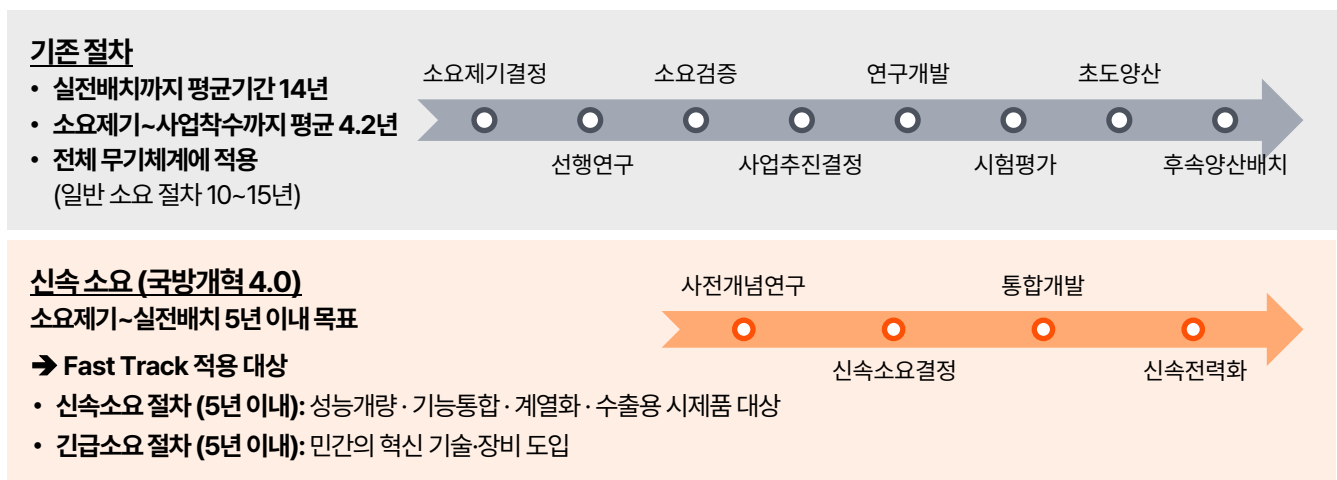 기존 절차
• 실전배치까지 평균기간 14년
• 소요제기~사업착수까지 평균 4.2년
• 전체 무기체계에 적용
(일반 소요 절차 10~15년)
소요제기결정
소요검증
연구개발
초도양산
선행연구
사업추진결정
시험평가
후속양산배치
신속 소요 (국방개혁 4.0)
소요제기~실전배치 5년 이내 목표
➔ Fast Track 적용 대상
• 신속소요 절차 (5년 이내): 성능개량 · 기능통합 · 계열화 · 수출용 시제품 대상
• 긴급소요 절차 (5년 이내): 민간의 혁신 기술·장비 도입
사전개념연구
통합개발
신속소요결정
신속전력화